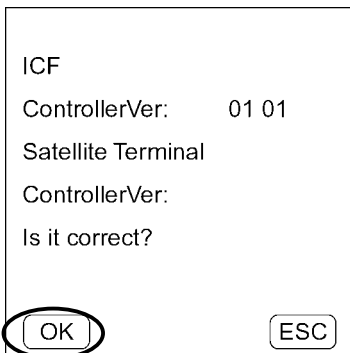 ICF
ControllerVer: 01 01
Satellite Terminal
ControllerVer:
Is it correct?
OK ESC